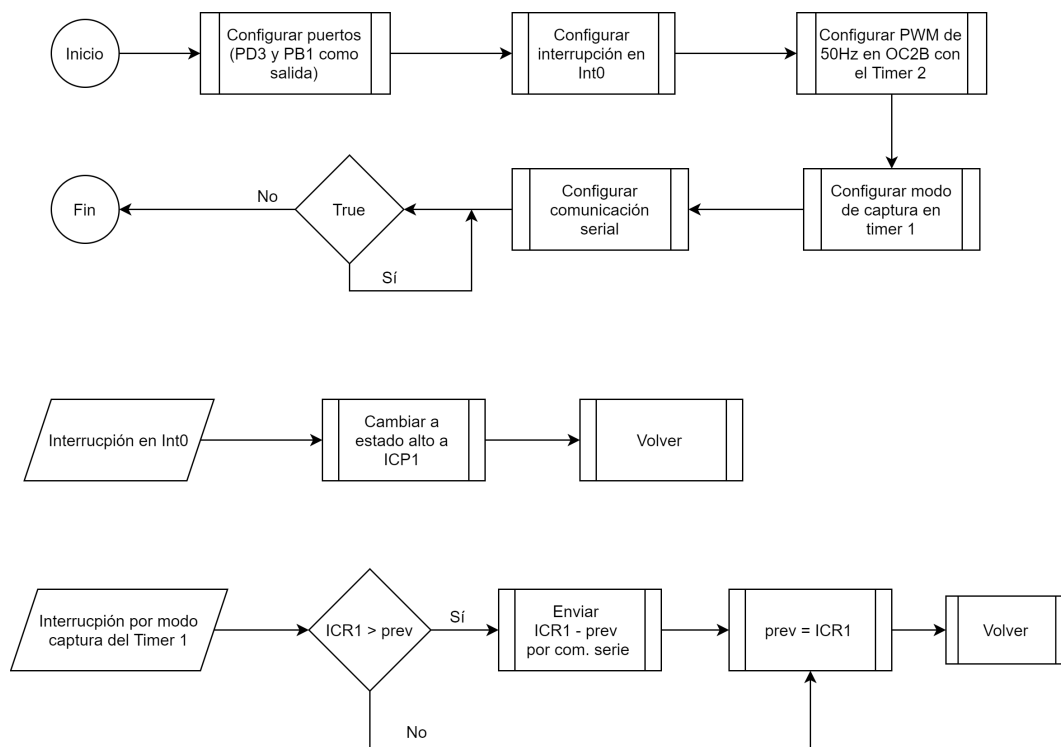 Inicio
Configurar puertos
(PD3 y PB1 como
salida)
Configurar
interrupción en
Int0
Configurar PWM de
50Hz en OC2B con
el Timer 2
Fin
No
True
Sí
Configurar
comunicación
serial
Configurar modo
de captura en
timer 1
Interrucpión en Int0
Cambiar a
estado alto a
ICP1
Volver
Interrucpión por modo
captura del Timer 1
ICR1 > prev
Sí
No
Enviar
ICR1 - prev
por com. serie
prev = ICR1
Volver